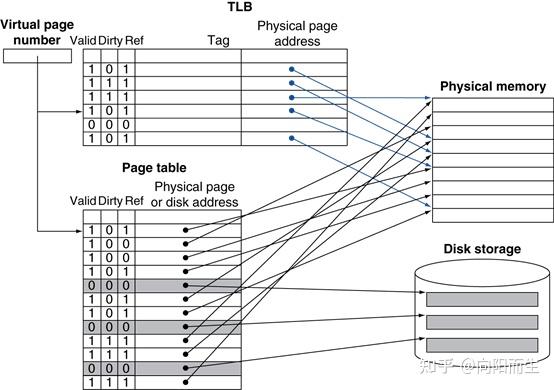 TLB
Virtual page
number
Valid Dirty Ref
Tag
Physical page
address
1 0 1
1 1 1
1 1 1
1 0 1
0 0 0
1 0 1
Physical memory
Page table
Physical page
or disk address
Valid Dirty Ref
1 0 1
1 0 0
1 0 0
1 0 1
0 0 0
1 0 1
1 0 1
0 0 0
1 1 1
1 1 1
0 0 0
1 1 1
Disk storage
知乎 @向阳而生